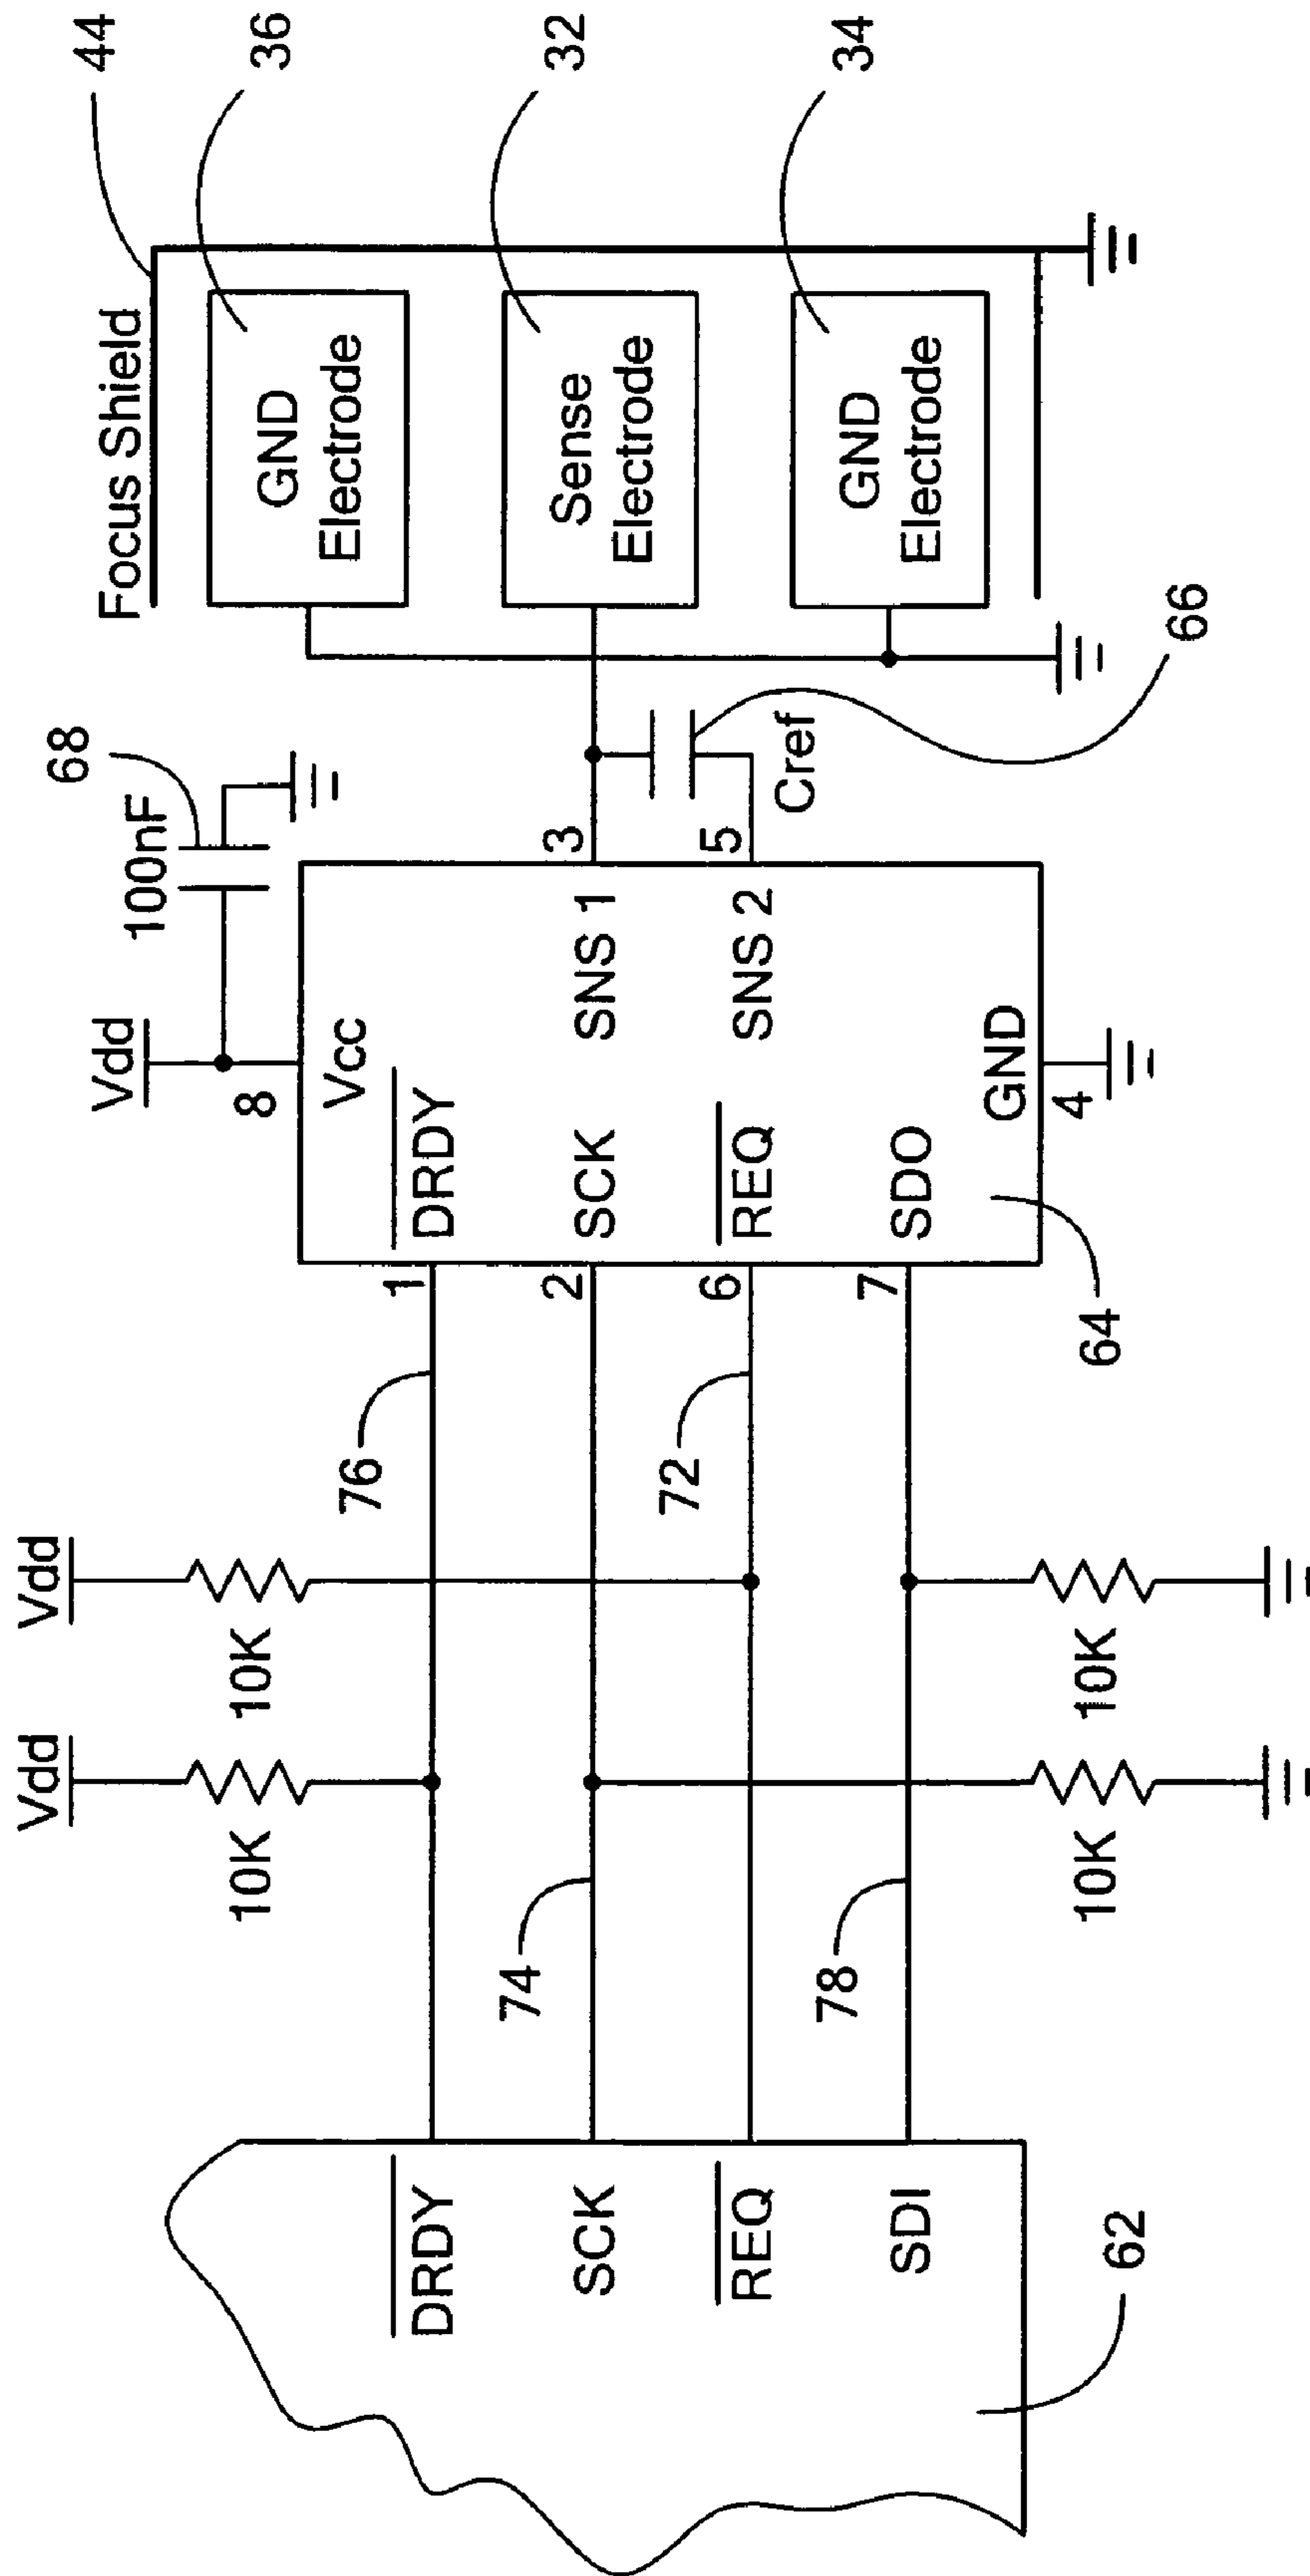 44
Focus Shield
36
GND
Electrode
32
Sense
Electrode
34
GND
Electrode
66
Cref
68
100nF
Vdd
8
Vcc
3
SNS 1
5
SNS 2
GND
4
1
DRDY
2
SCK
6
REQ
7
SDO
64
76
72
Vdd
10K
Vdd
10K
10K
10K
74
78
DRDY
SCK
REQ
SDI
62